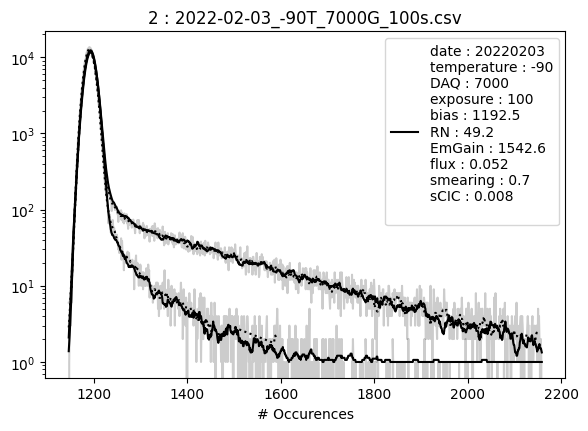 2 : 2022-02-03_-90T_7000G_100s.csv
date : 20220203
temperature : -90
DAQ : 7000
exposure : 100
bias : 1192.5
RN : 49.2
EmGain : 1542.6
flux : 0.052
smearing : 0.7
sCIC : 0.008
10⁴
10³
10²
10¹
10⁰
1200 1400 1600 1800 2000 2200
# Occurences